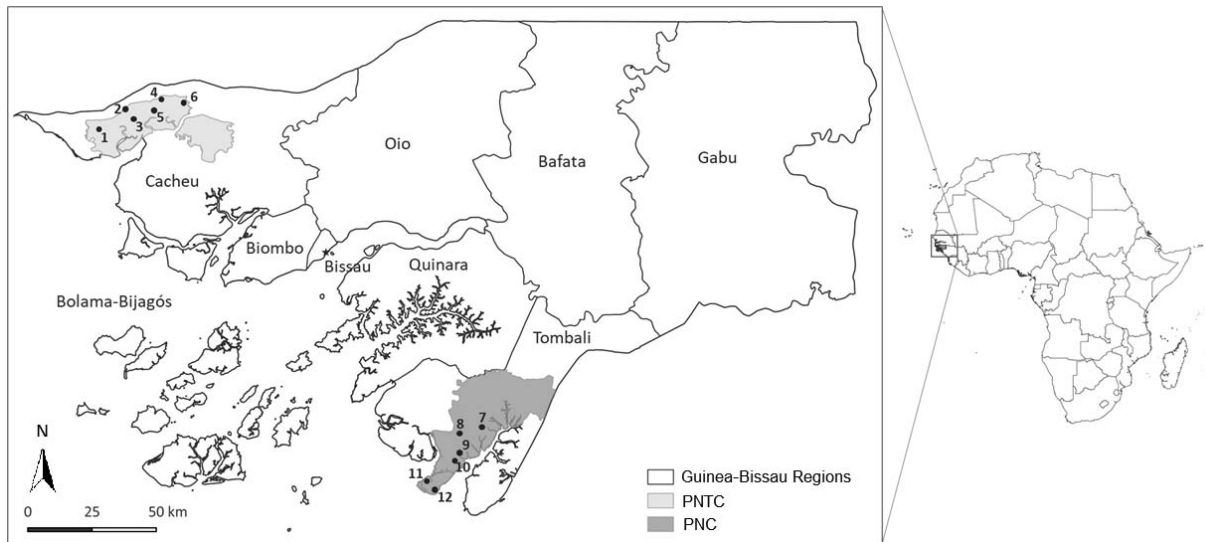 4
2
6
5
3
1
Oio
Bafata
Gabu
Cacheu
Biombo
Bissau
Quinara
Bolama-Bijagós
Tombali
8
7
9
10
11
12
N
0 25 50 km
Guinea-Bissau Regions
PNTC
PNC